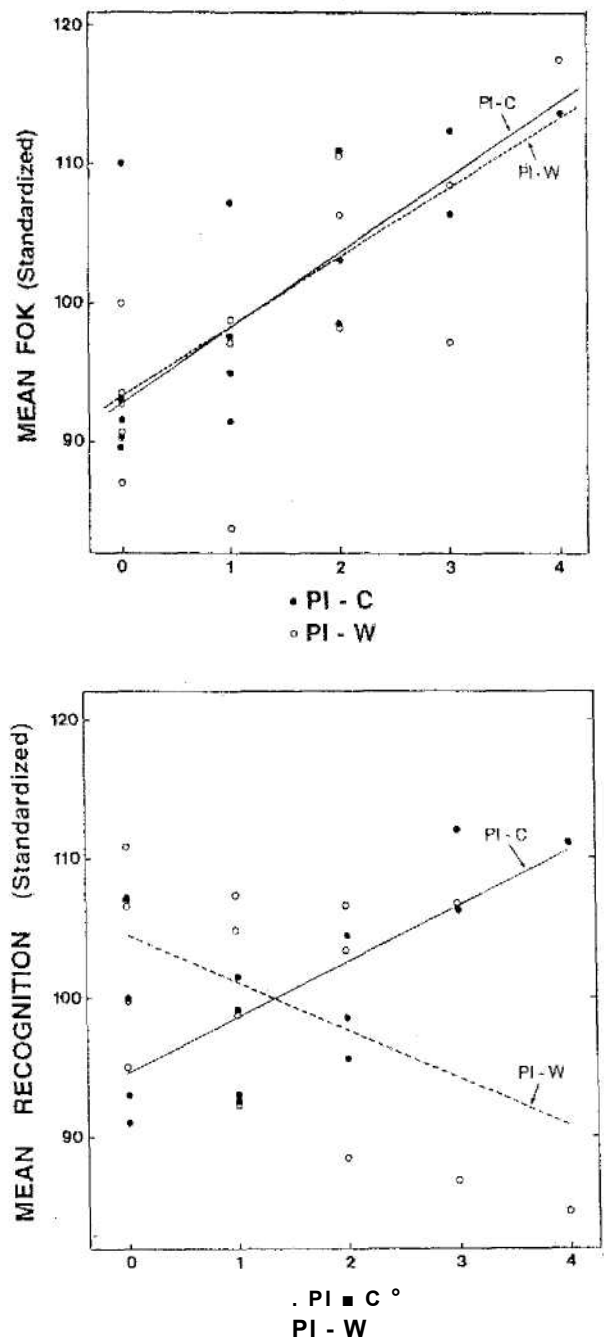 120
110
100
90
MEAN FOK (Standardized)
PI-C
PI-W
0 1 2 3 4
• PI - C
○ PI - W
120
110
100
90
MEAN RECOGNITION (Standardized)
PI-C
PI-W
0 1 2 3 4
. PI ■ C °
PI - W